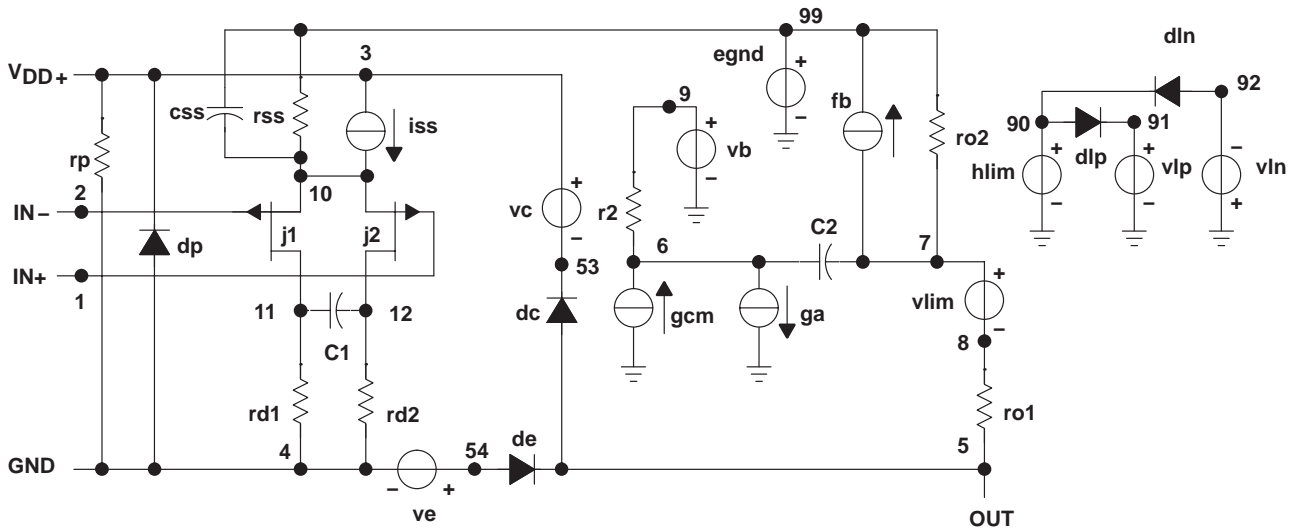 99
3
V DD+
egnd
dln
92
css
rss
iss
fb
9
ro2
90
91
rp
vb
dlp
hlim
vlp
vln
2
10
IN −
vc
r2
C2
j1
j2
dp
6
7
IN+
53
1
vlim
11
12
dc
gcm
ga
C1
8
rd1
rd2
ro1
4
54
de
5
GND
ve
OUT
+
−
+
−
+
−
+
−
+
−
+
−
−
+
−
+